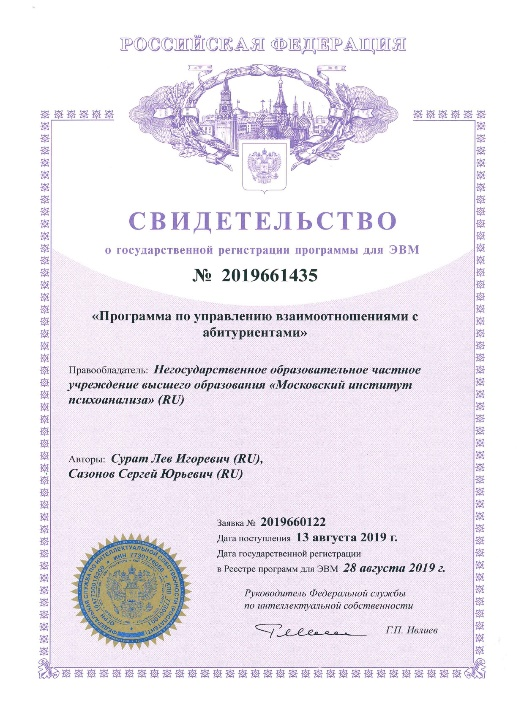 РОССИЙСКАЯ ФЕДЕРАЦИЯ
СВИДЕТЕЛЬСТВО
о государственной регистрации программы для ЭВМ
№ 2019661435
«Программа по управлению взаимоотношениями с
абитуриентами»
Правообладатель: Негосударственное образовательное частное
учреждение высшего образования «Московский институт
психоанализа» (RU)
Авторы: Сурат Лев Игоревич (RU),
Сазонов Сергей Юрьевич (RU)
Заявка № 2019660122
Дата поступления 13 августа 2019 г.
Дата государственной регистрации
в Реестре программ для ЭВМ 28 августа 2019 г.
Руководитель Федеральной службы
по интеллектуальной собственности
Г.П. Ивлиев